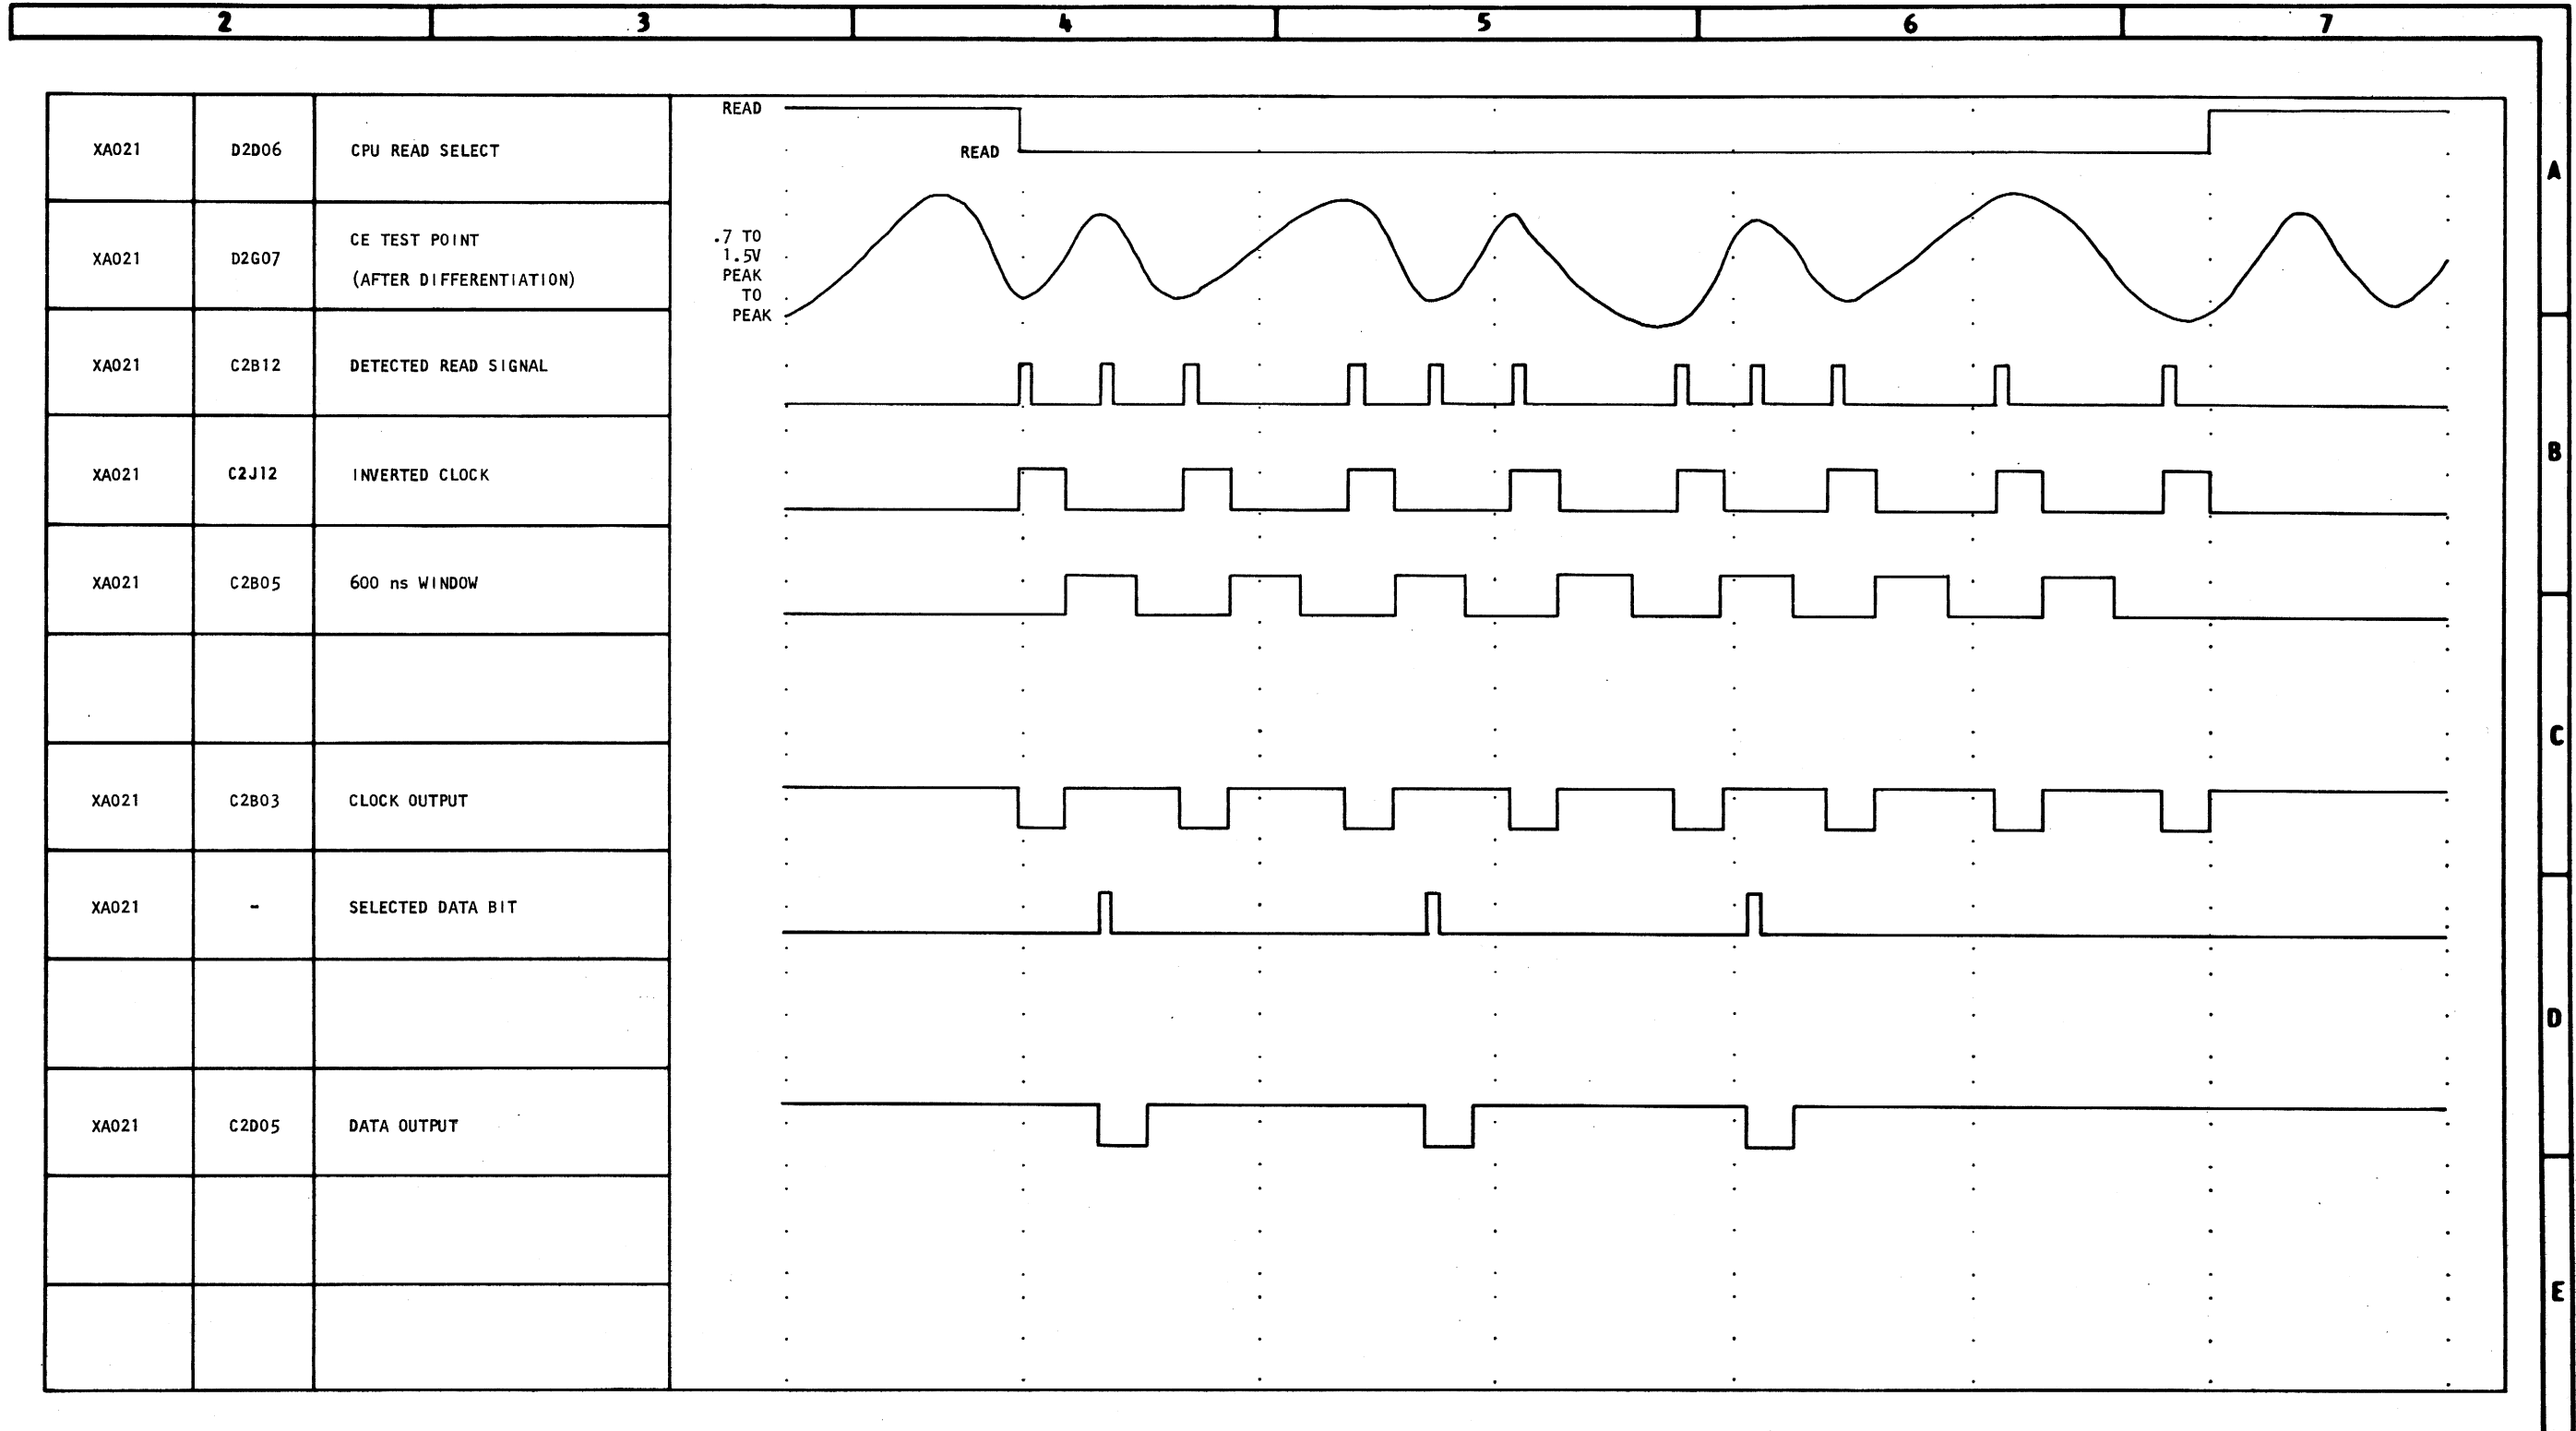 2 3 4 5 6 7
XA021 D2D06 CPU READ SELECT
READ
READ
A
XA021 D2G07 CE TEST POINT
(AFTER DIFFERENTIATION)
.7 TO
1.5V
PEAK
TO
PEAK
XA021 C2B12 DETECTED READ SIGNAL
B
XA021 C2J12 INVERTED CLOCK
XA021 C2B05 600 ns WINDOW
C
XA021 C2B03 CLOCK OUTPUT
XA021 - SELECTED DATA BIT
D
XA021 C2D05 DATA OUTPUT
E